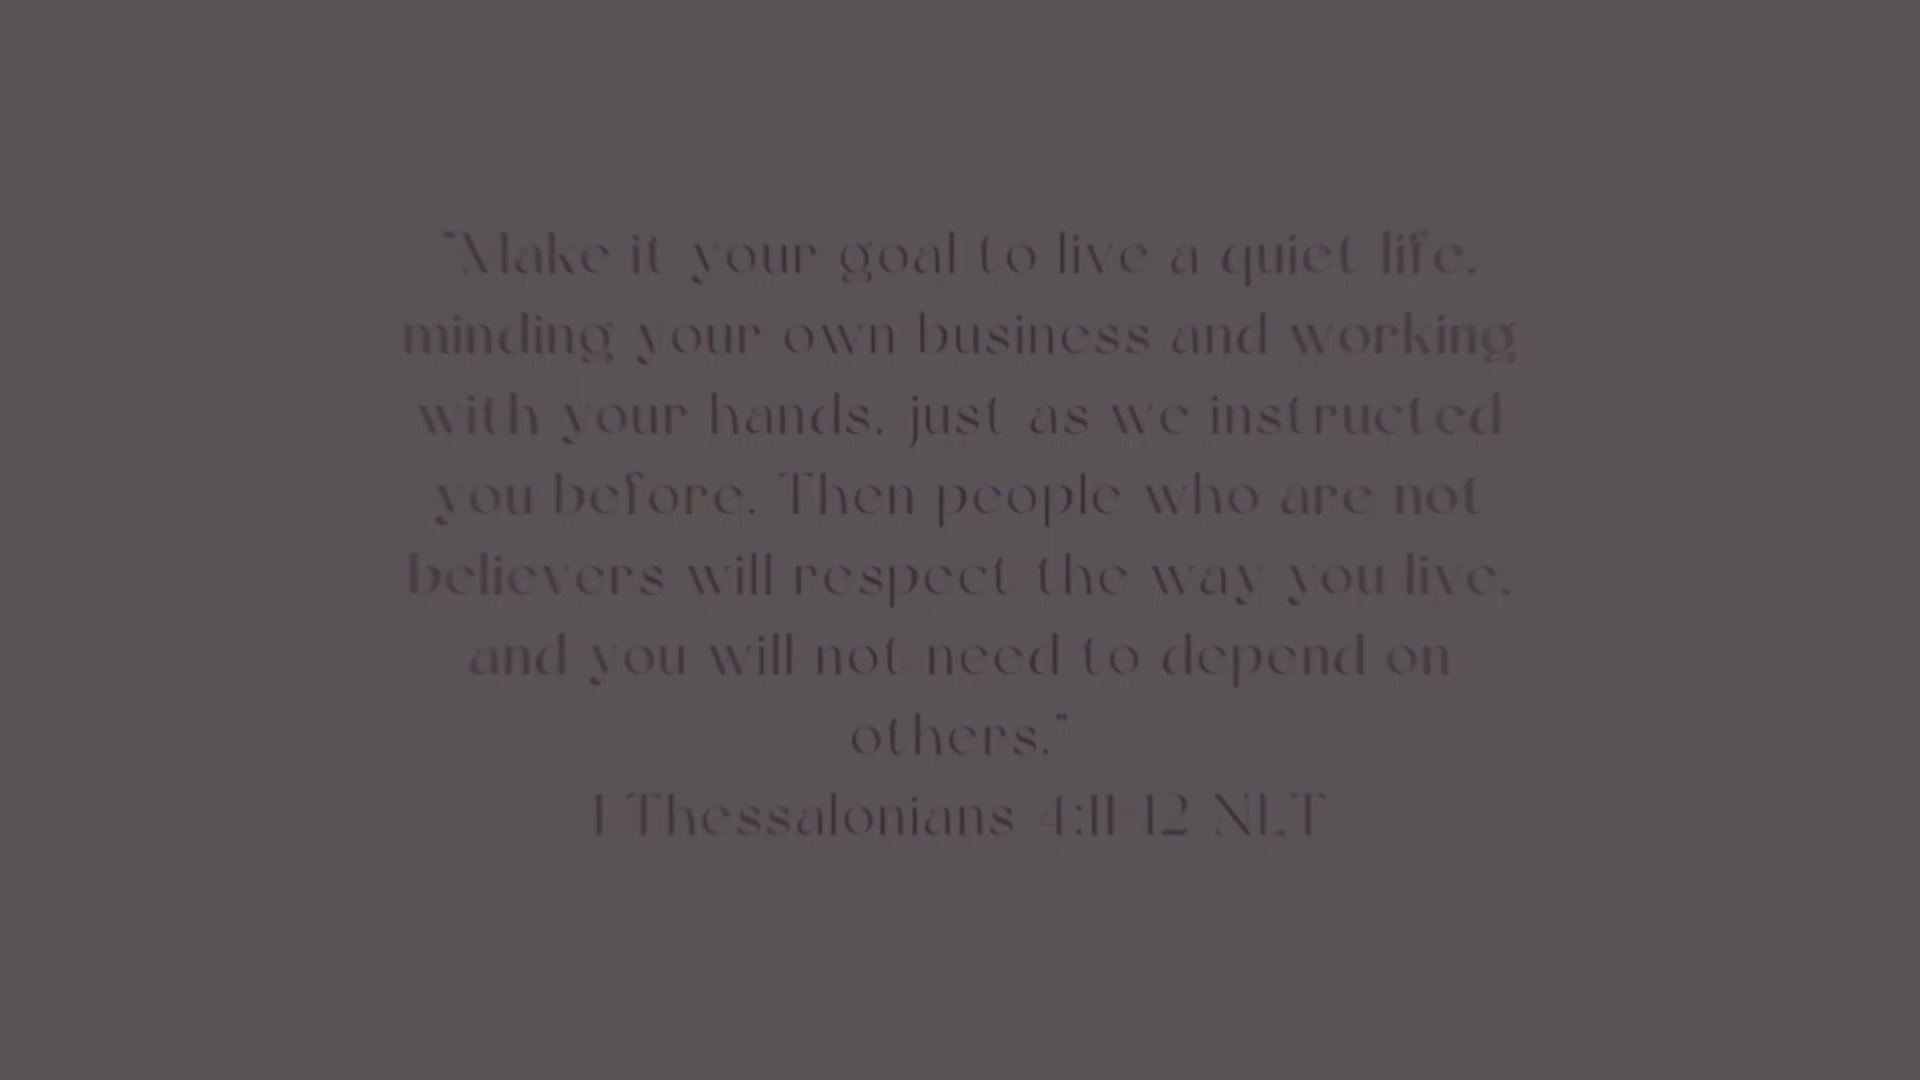 "Make it your goal to live a quiet life,
minding your own business and working
with your hands, just as we instructed
you before. Then people who are not
believers will respect the way you live,
and you will not need to depend on
others."
1 Thessalonians 4:11-12 NLT